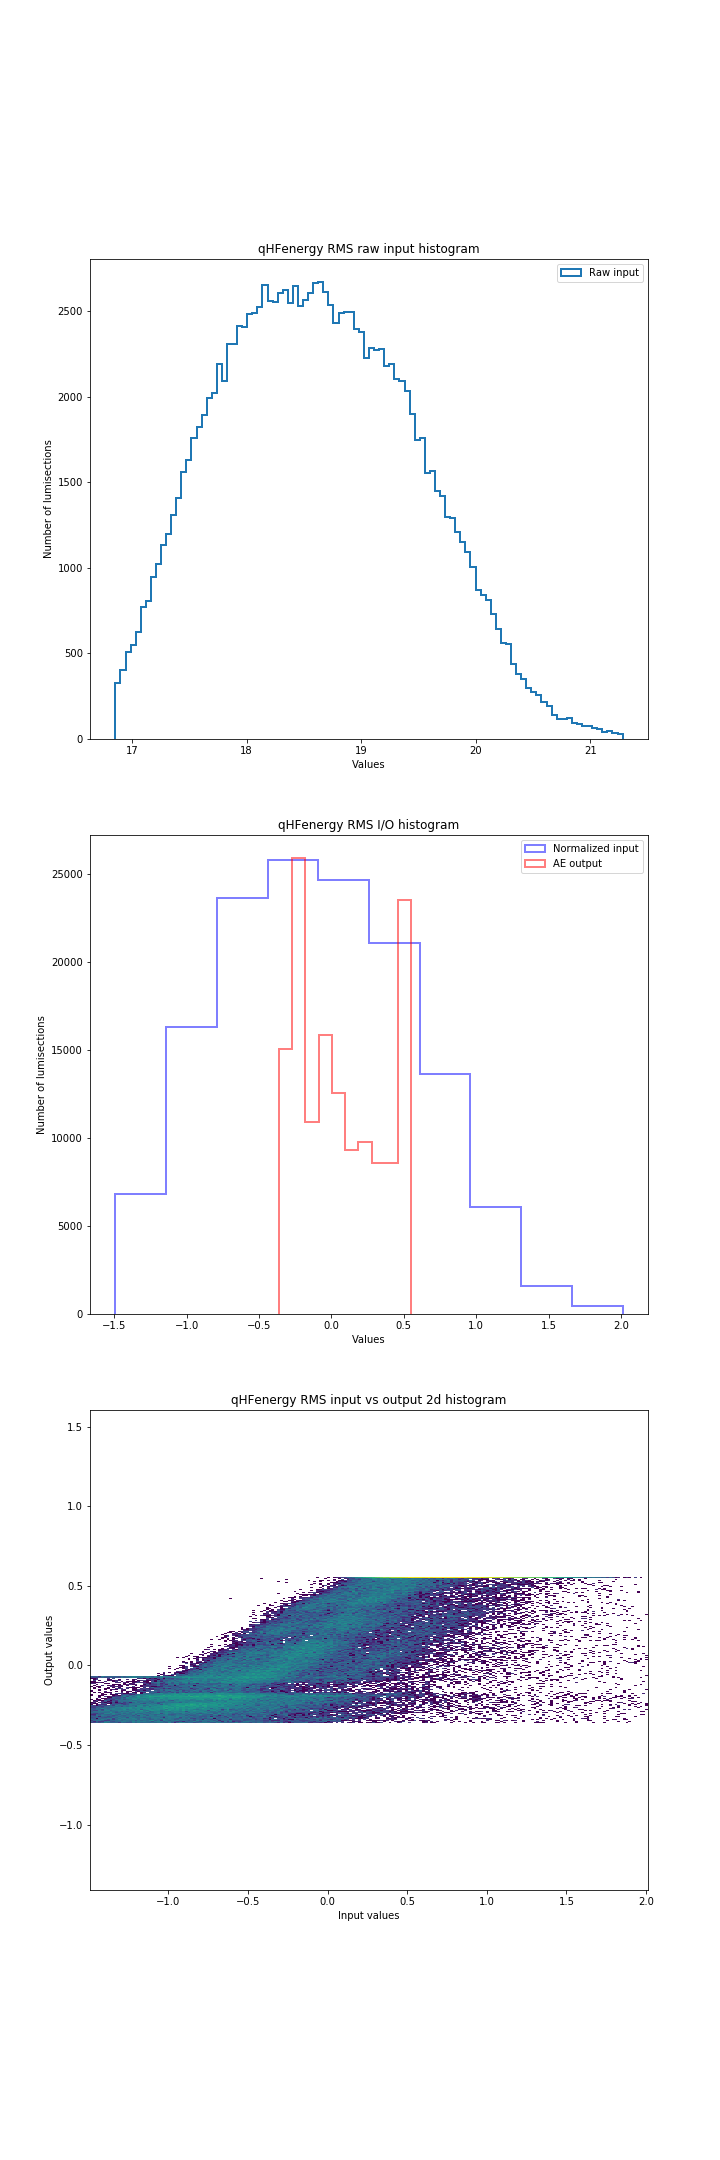 qHFenergy RMS raw input histogram
Raw input
2500
2000
1500
1000
500
0
Number of lumisections
17 18 19 20 21
Values
qHFenergy RMS I/O histogram
Normalized input
AE output
25000
20000
15000
10000
5000
0
Number of lumisections
−1.5 −1.0 −0.5 0.0 0.5 1.0 1.5 2.0
Values
qHFenergy RMS input vs output 2d histogram
1.5
1.0
0.5
0.0
−0.5
−1.0
Output values
−1.0 −0.5 0.0 0.5 1.0 1.5 2.0
Input values